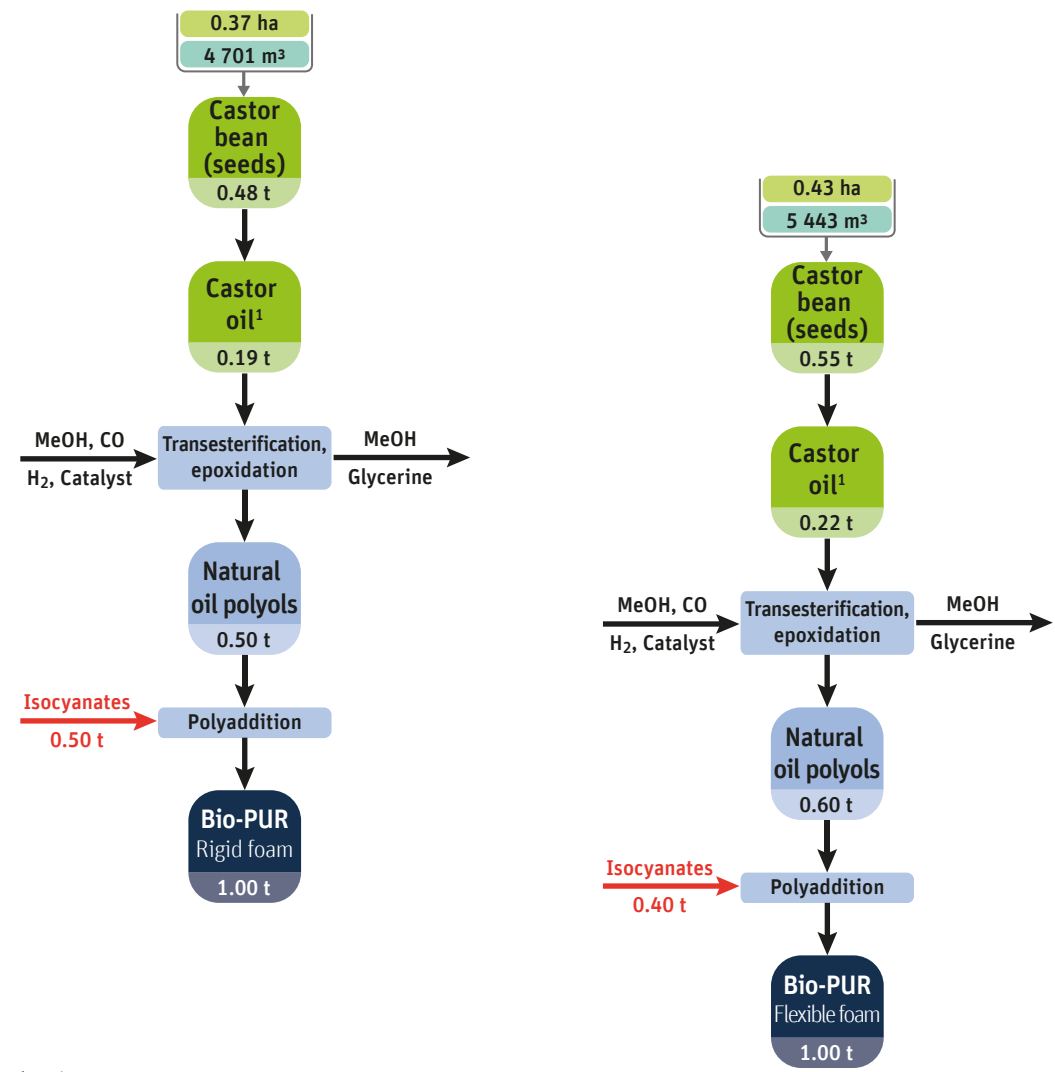 0.37 ha
4 701 m³
Castor
bean
(seeds)
0.48 t
Castor
oil¹
0.19 t
MeOH, CO
H₂, Catalyst
Transesterification,
epoxidation
MeOH
Glycerine
Natural
oil polyols
0.50 t
Isocyanates
0.50 t
Polyaddition
Bio-PUR
Rigid foam
1.00 t
0.43 ha
5 443 m³
Castor
bean
(seeds)
0.55 t
Castor
oil¹
0.22 t
MeOH, CO
H₂, Catalyst
Transesterification,
epoxidation
MeOH
Glycerine
Natural
oil polyols
0.60 t
Isocyanates
0.40 t
Polyaddition
Bio-PUR
Flexible foam
1.00 t